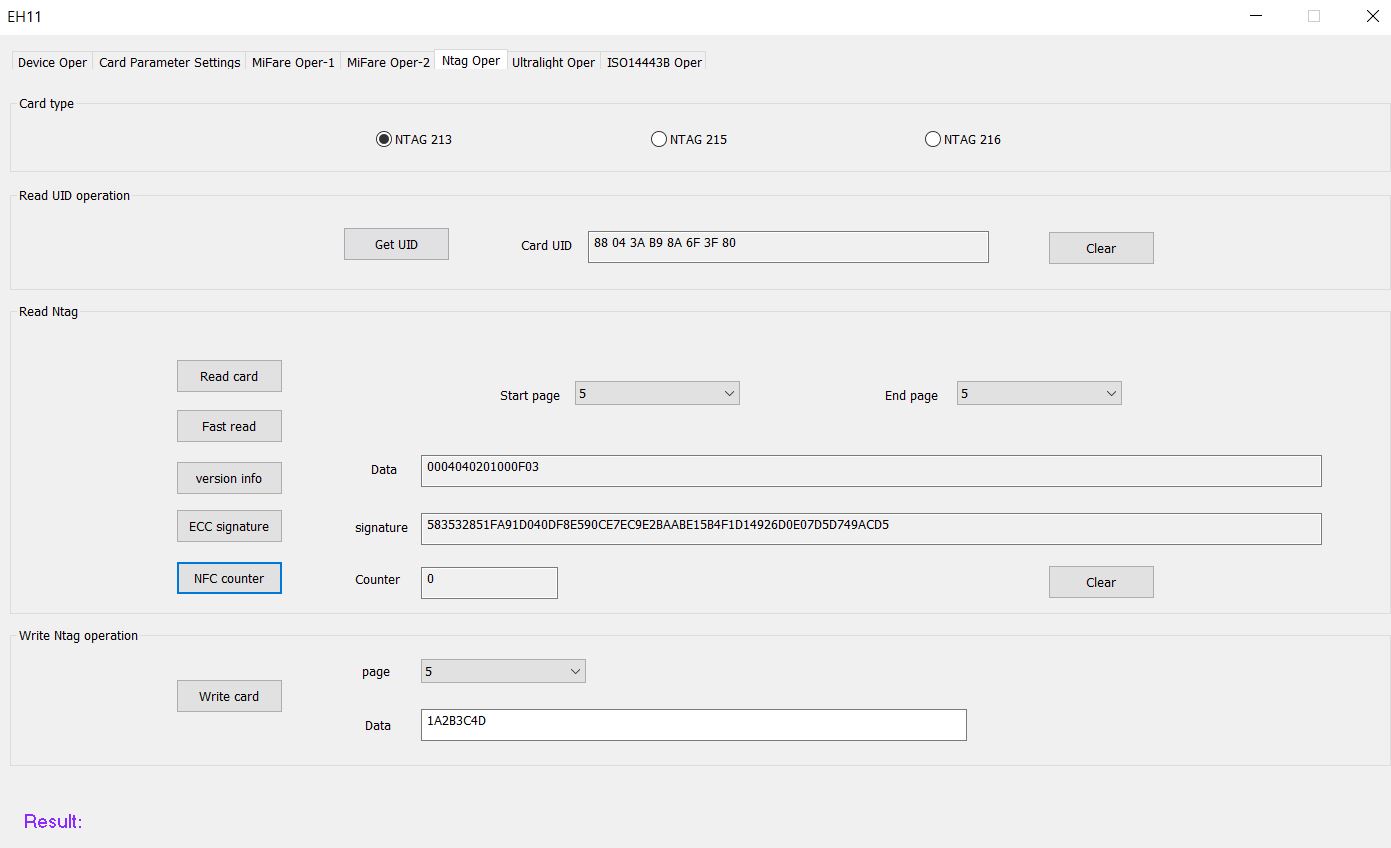 EH11
Device Oper Card Parameter Settings MiFare Oper-1 MiFare Oper-2 Ntag Oper Ultralight Oper ISO14443B Oper
Card type
NTAG 213 NTAG 215 NTAG 216
Read UID operation
Get UID Card UID 88 04 3A B9 8A 6F 3F 80 Clear
Read Ntag
Read card
Start page 5 End page 5
Fast read
Data 0004040201000F03
version info
ECC signature signature 583532851FA91D040DF8E590CE7EC9E2BAABE15B4F1D14926D0E07D5D749ACD5
NFC counter Counter 0 Clear
Write Ntag operation
page 5
Write card
Data 1A2B3C4D
Result: